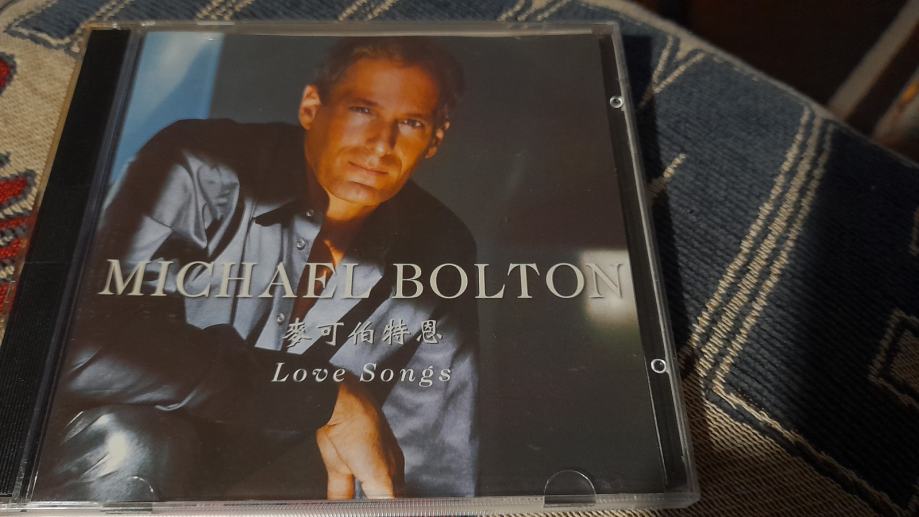 MICHAEL BOLTON
麥可伯特恩
Love Songs